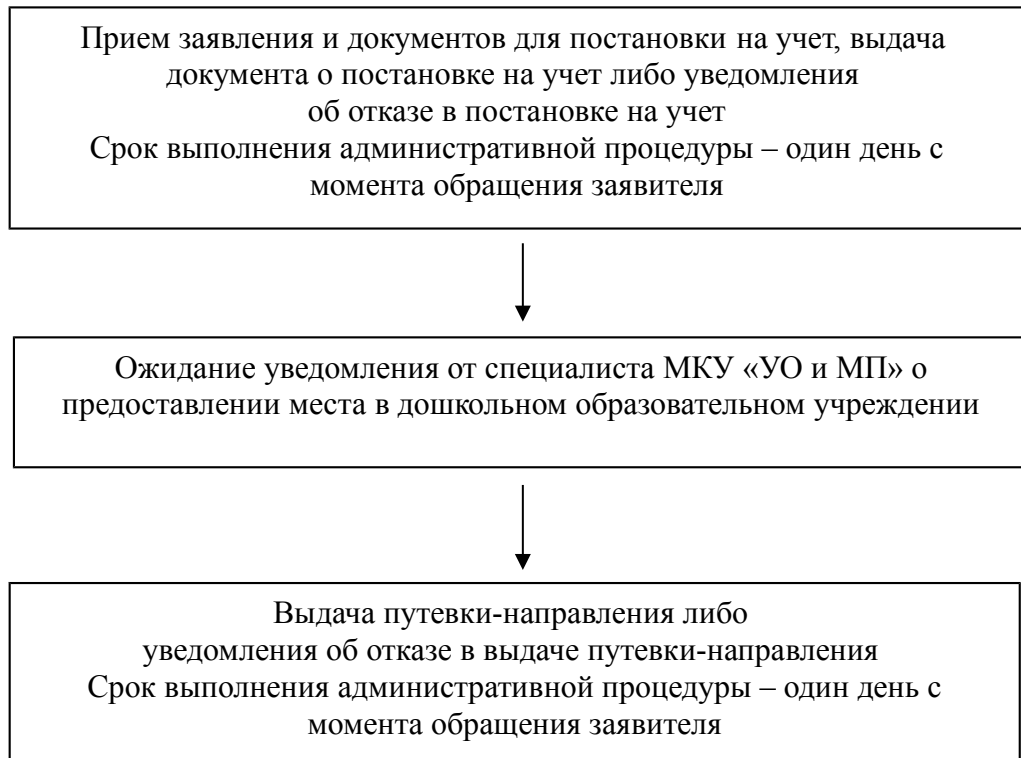 Прием заявления и документов для постановки на учет, выдача
документа о постановке на учет либо уведомления
об отказе в постановке на учет
Срок выполнения административной процедуры – один день с
момента обращения заявителя
Ожидание уведомления от специалиста МКУ «УО и МП» о
предоставлении места в дошкольном образовательном учреждении
Выдача путевки-направления либо
уведомления об отказе в выдаче путевки-направления
Срок выполнения административной процедуры – один день с
момента обращения заявителя